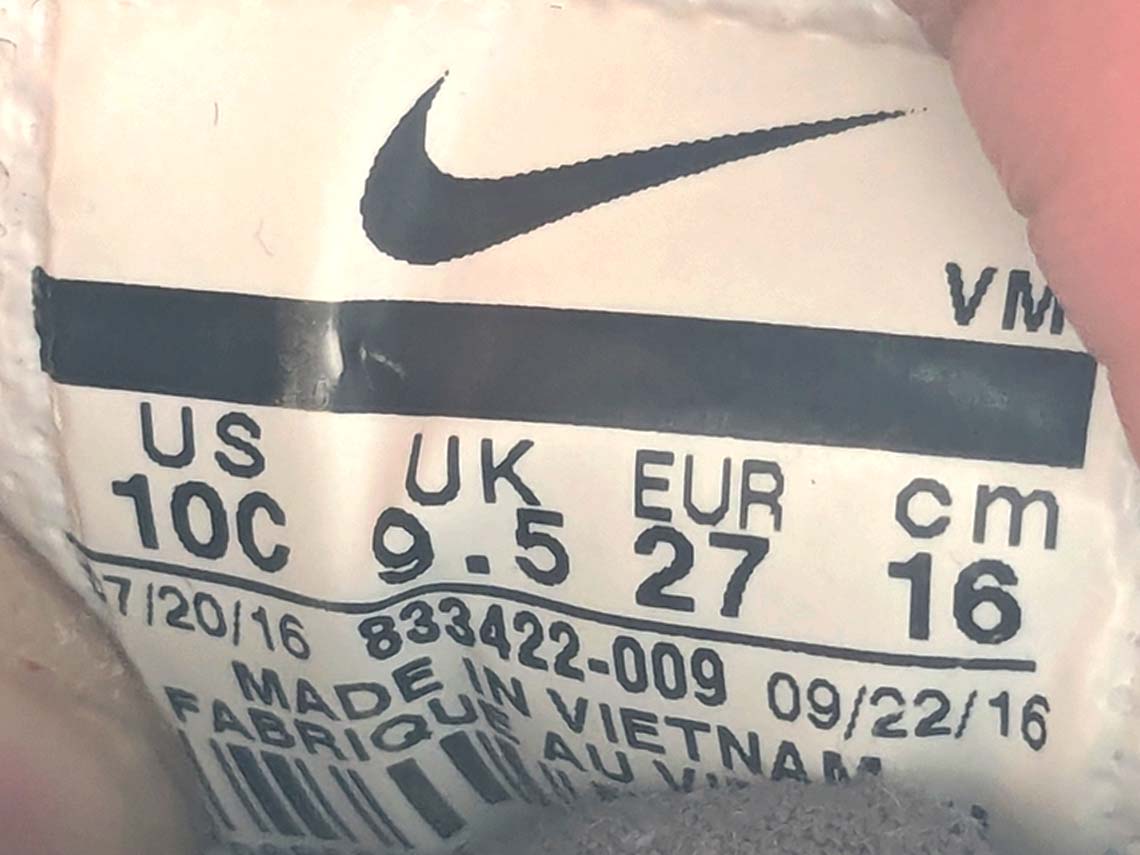 VM
US UK EUR cm
10C 9.5 27 16
7/20/16 833422-009 09/22/16
MADE IN VIETNAM
FABRIQUE AU